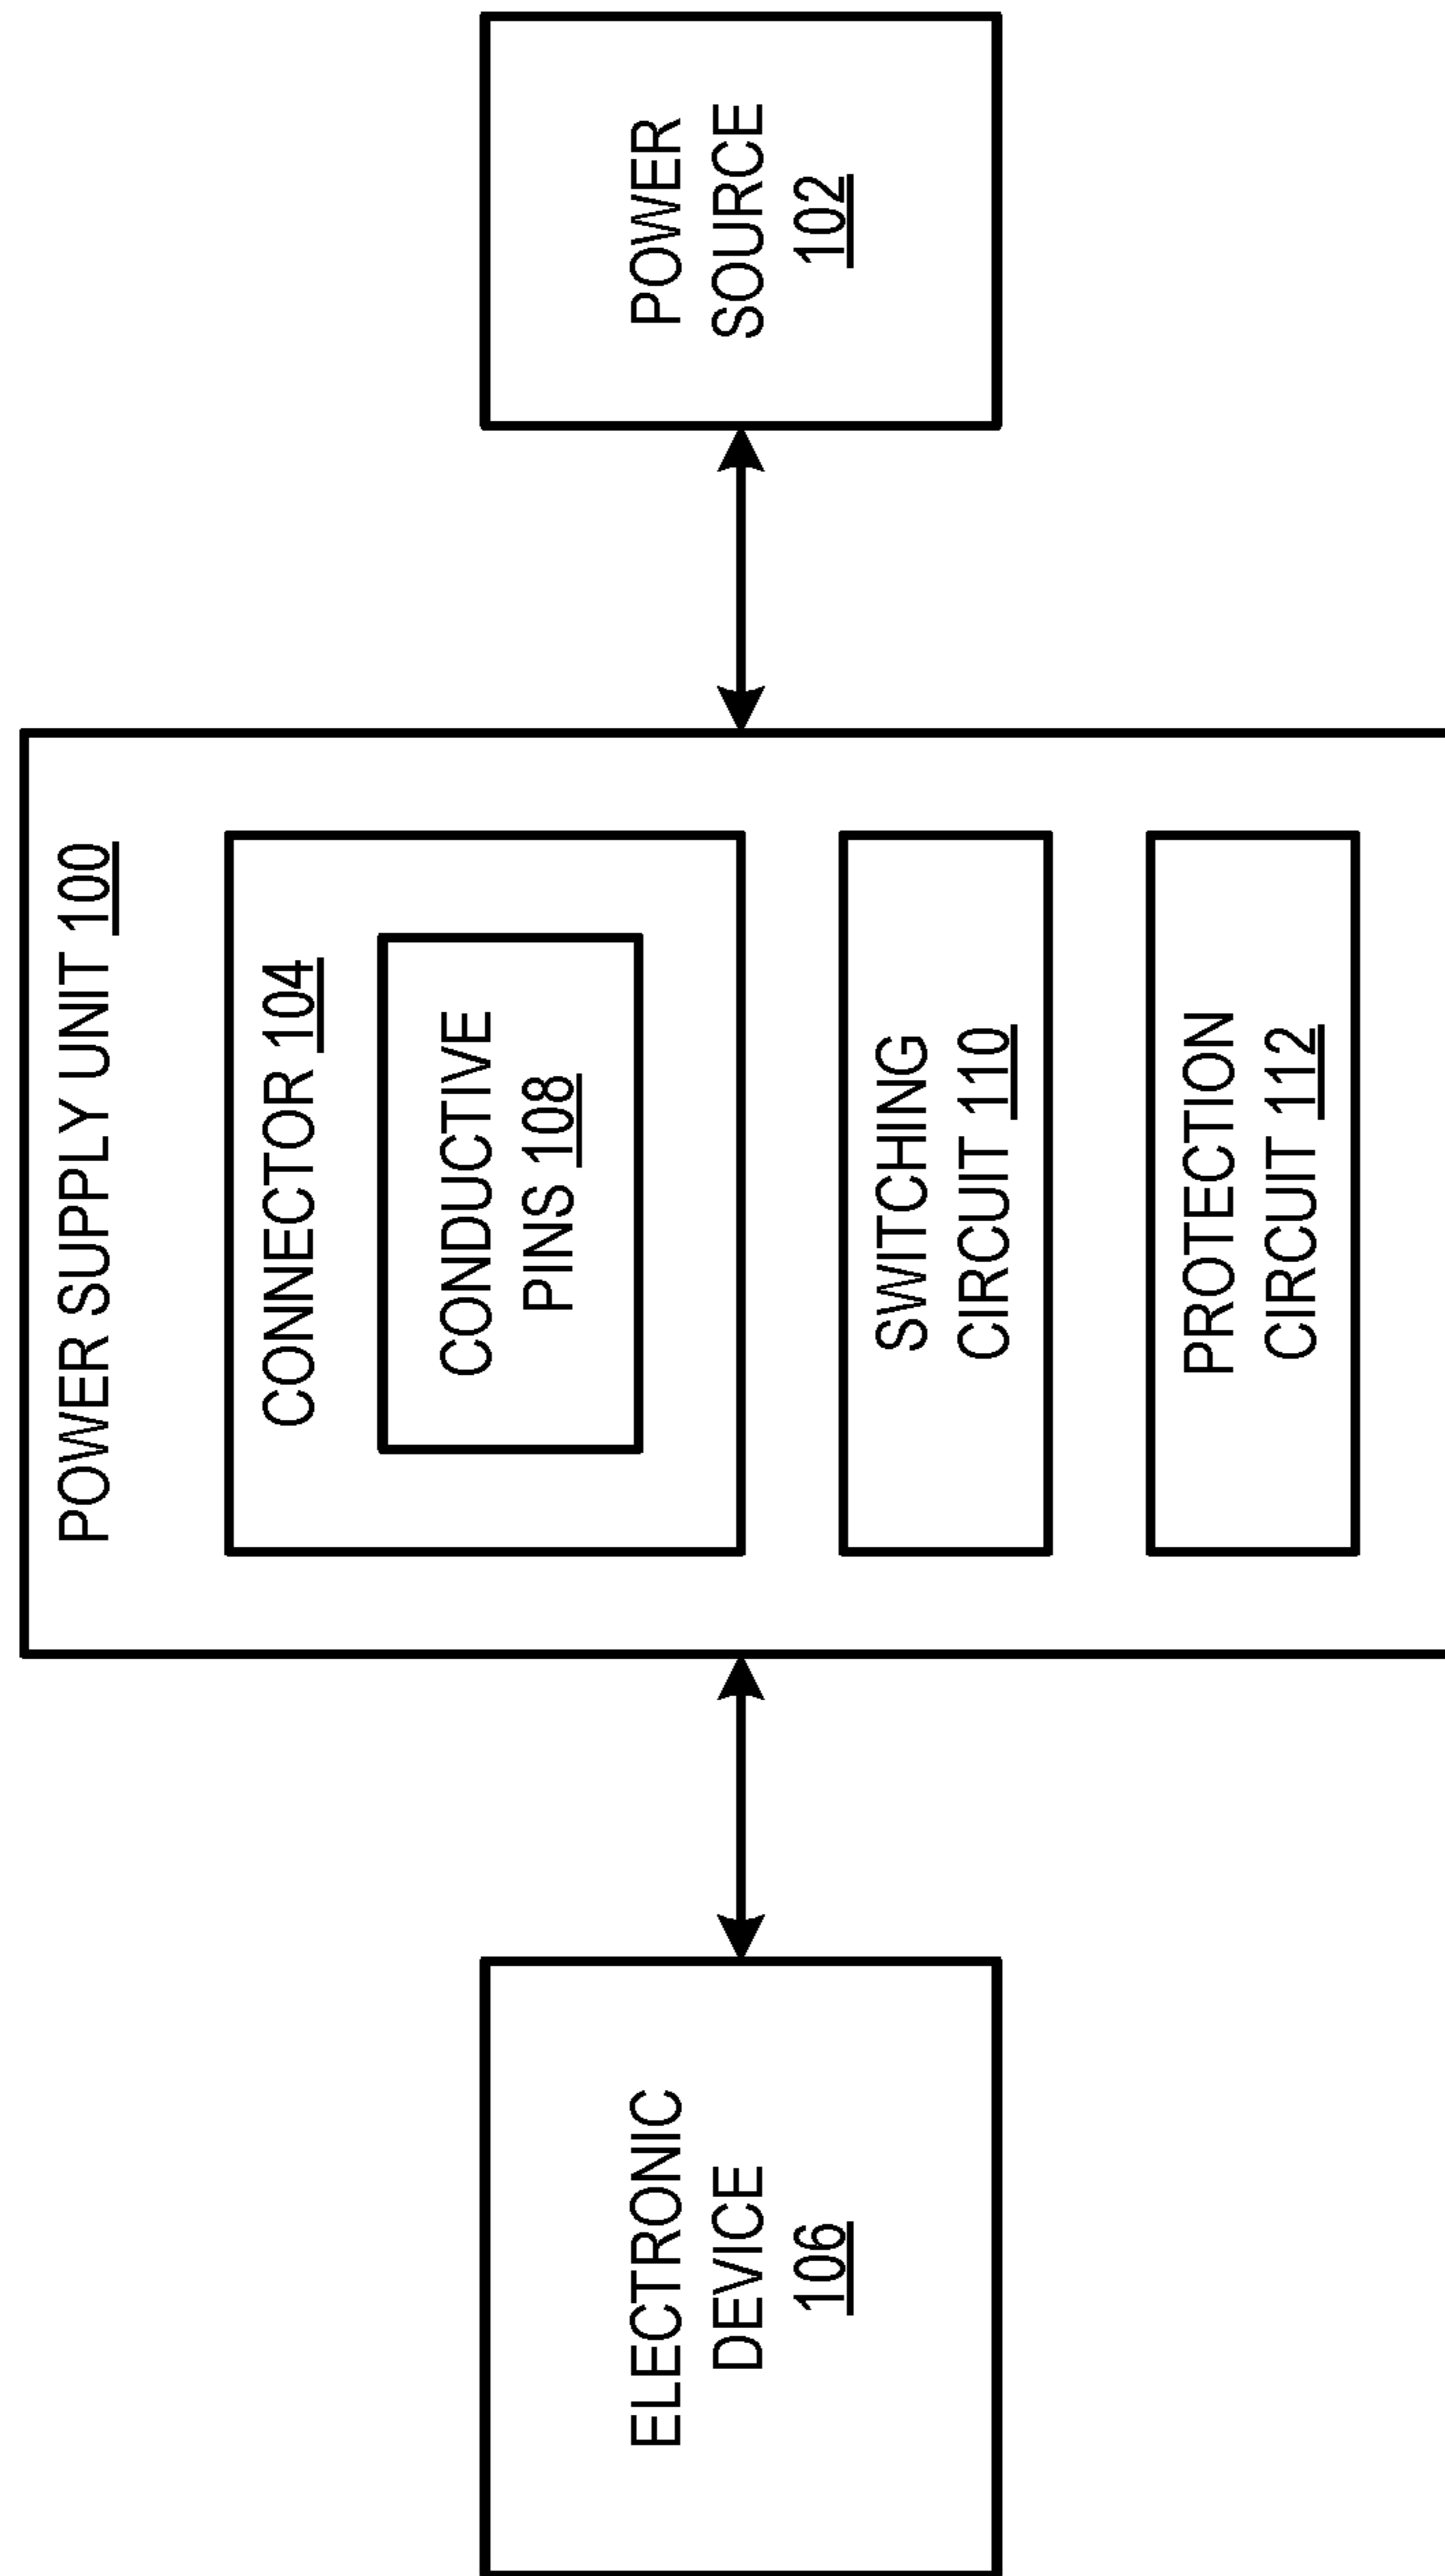 POWER SUPPLY UNIT 100
CONNECTOR 104
CONDUCTIVE
PINS 108
SWITCHING
CIRCUIT 110
PROTECTION
CIRCUIT 112
ELECTRONIC
DEVICE
106
POWER
SOURCE
102